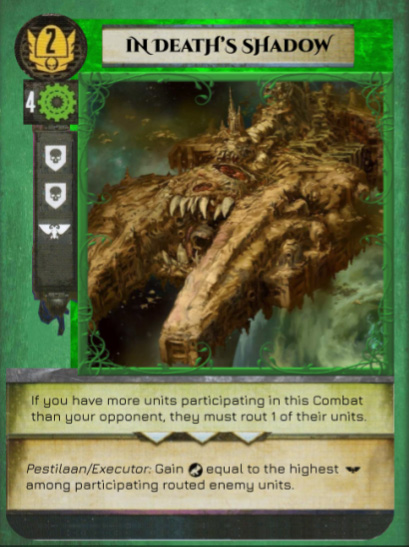 2
IN DEATH'S SHADOW
4
If you have more units participating in this Combat
than your opponent, they must rout 1 of their units.
Pestilaan/Executor: Gain equal to the highest
among participating routed enemy units.